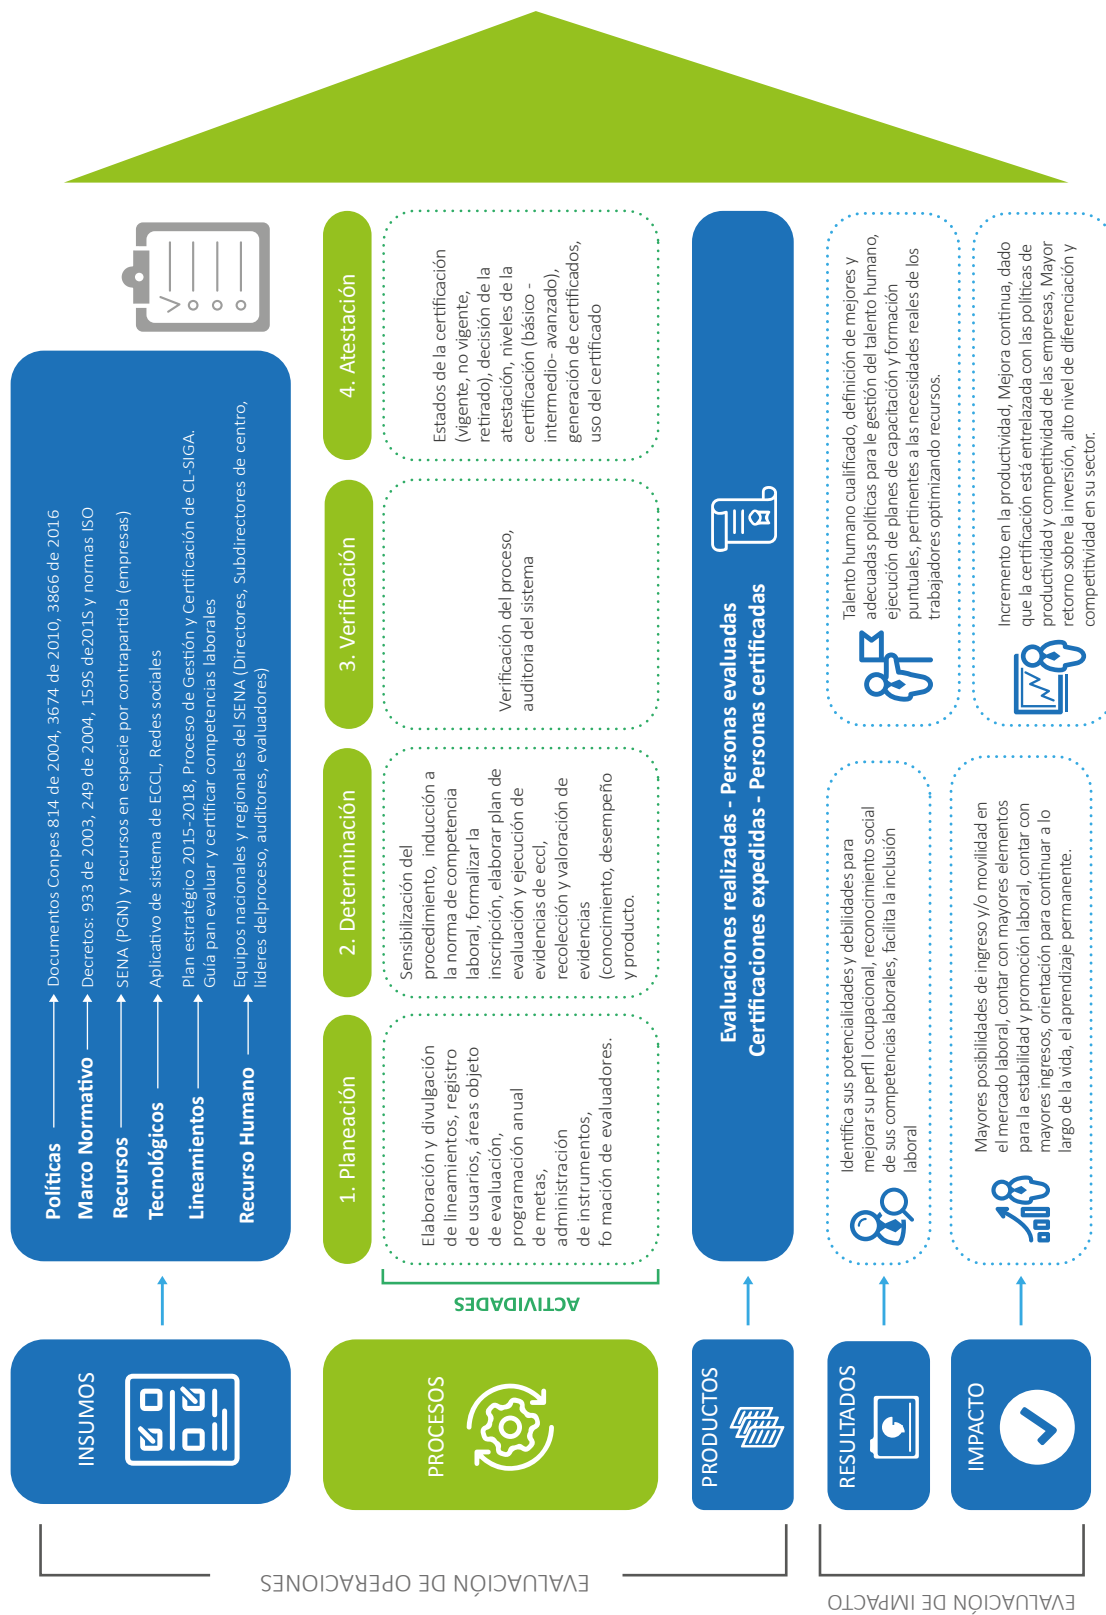 EVALUACIÓN DE OPERACIONES
INSUMOS
Políticas
Documentos Conpes 814 de 2004, 3674 de 2010, 3866 de 2016
Marco Normativo
Decretos: 933 de 2003, 249 de 2004, 159S de201S y normas ISO
Recursos
SENA (PGN) y recursos en especie por contrapartida (empresas)
Tecnológicos
Aplicativo de sistema de ECCL, Redes sociales
Lineamientos
Plan estratégico 2015-2018, Proceso de Gestión y Certificación de CL-SIGA.
Guía pan evaluar y certificar competencias laborales
Recurso Humano
Equipos nacionales y regionales del SENA (Directores, Subdirectores de centro,
lideres delproceso, auditores, evaluadores)
PROCESOS
ACTIVIDADES
1. Planeación
Elaboración y divulgación
de lineamientos, registro
de usuarios, áreas objeto
de evaluación,
programación anual
de metas,
administración
de instrumentos,
fo mación de evaluadores.
2. Determinación
Sensibilización del
procedimiento, inducción a
la norma de competencia
laboral, formalizar la
inscripción, elaborar plan de
evaluación y ejecución de
evidencias de eccl,
recolección y valoración de
evidencias
(conocimiento, desempeño
y producto.
3. Verificación
Verificación del proceso,
auditoria del sistema
4. Atestación
Estados de la certificación
(vigente, no vigente,
retirado), decisión de la
atestación, niveles de la
certificación (básico -
intermedio- avanzado),
generación de certificados,
uso del certificado
PRODUCTOS
Evaluaciones realizadas - Personas evaluadas
Certificaciones expedidas - Personas certificadas
EVALUACIÓN DE IMPACTO
RESULTADOS
Identifica sus potencialidades y debilidades para
mejorar su perfil l ocupacional, reconocimiento social
de sus competencias laborales, facilita la inclusión
laboral
Talento humano cualificado, definición de mejores y
adecuadas políticas para le gestión del talento humano,
ejecución de planes de capacitación y formación
puntuales, pertinentes a las necesidades reales de los
trabajadores optimizando recursos.
IMPACTO
Mayores posibilidades de ingreso y/o movilidad en
el mercado laboral, contar con mayores elementos
para la estabilidad y promoción laboral, contar con
mayores ingresos, orientación para continuar a lo
largo de la vida, el aprendizaje permanente.
Incremento en la productividad, Mejora continua, dado
que la certificación está entrelazada con las políticas de
productividad y competitividad de las empresas, Mayor
retorno sobre la inversión, alto nivel de diferenciación y
competitividad en su sector.